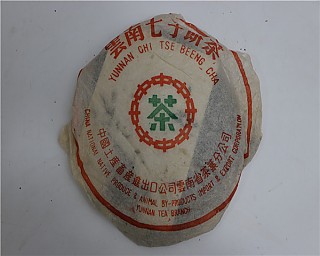 雲南七子餅茶
YUNNAN CHI TSE BEENG CHA
茶
中國土產畜產進出口公司雲南省茶葉分公司
CHINA NATIONAL NATIVE PRODUCE & ANIMAL BY-PRODUCTS IMPORT & EXPORT CORPORATION
YUNNAN TEA BRANCH